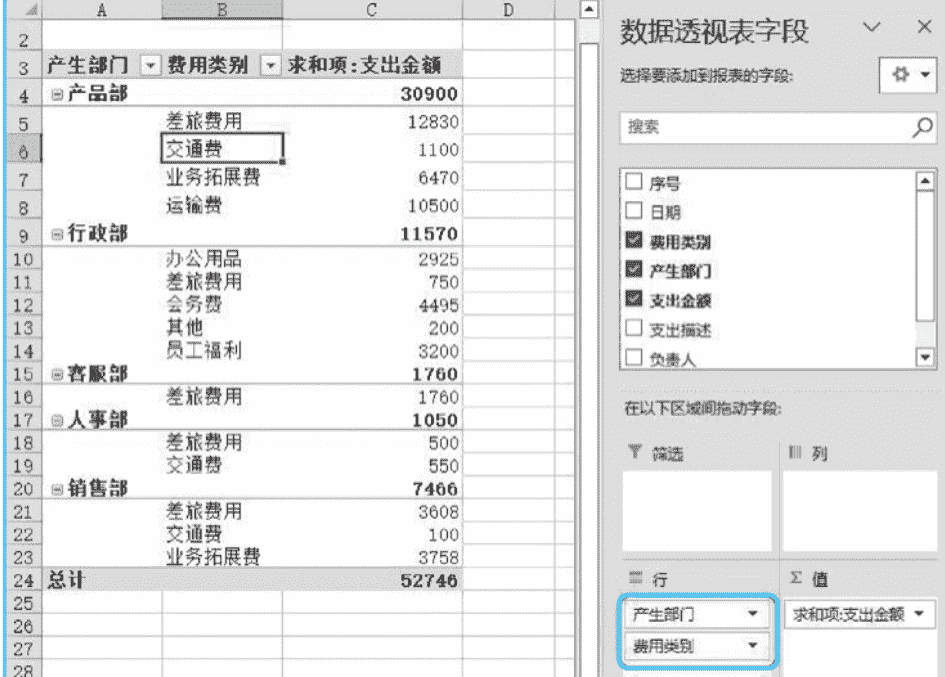 A B C D
2
3 产生部门 费用类别 求和项:支出金额
4 产品部 30900
5 差旅费用 12830
6 交通费 1100
7 业务拓展费 6470
8 运输费 10500
9 行政部 11570
10 办公用品 2925
11 差旅费用 750
12 会务费 4495
13 其他 200
14 员工福利 3200
15 客服部 1760
16 差旅费用 1760
17 人事部 1050
18 差旅费用 500
19 交通费 550
20 销售部 7466
21 差旅费用 3608
22 交通费 100
23 业务拓展费 3758
24 总计 52746
25
26
27
28
数据透视表字段
选择要添加到报表的字段:
搜索
序号
日期
费用类别
产生部门
支出金额
支出描述
负责人
在以下区域间拖动字段:
筛选 列
行 Σ 值
产生部门 求和项:支出金额
费用类别